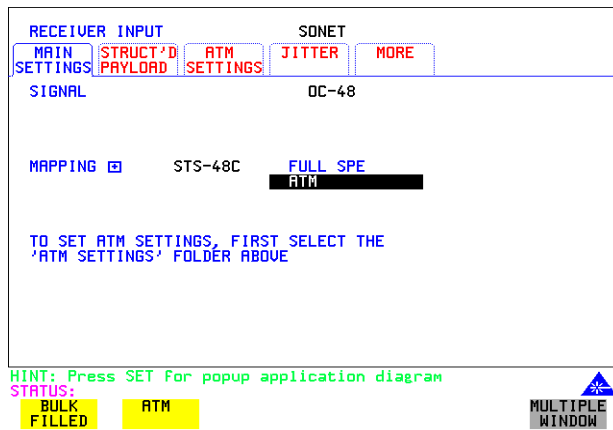 RECEIVER INPUT SONET
MAIN SETTINGS STRUCT'D PAYLOAD ATM SETTINGS JITTER MORE
SIGNAL OC-48
MAPPING + STS-48C FULL SPE
ATM
TO SET ATM SETTINGS, FIRST SELECT THE
'ATM SETTINGS' FOLDER ABOVE
HINT: Press SET for popup application diagram
STATUS:
BULK FILLED ATM MULTIPLE WINDOW